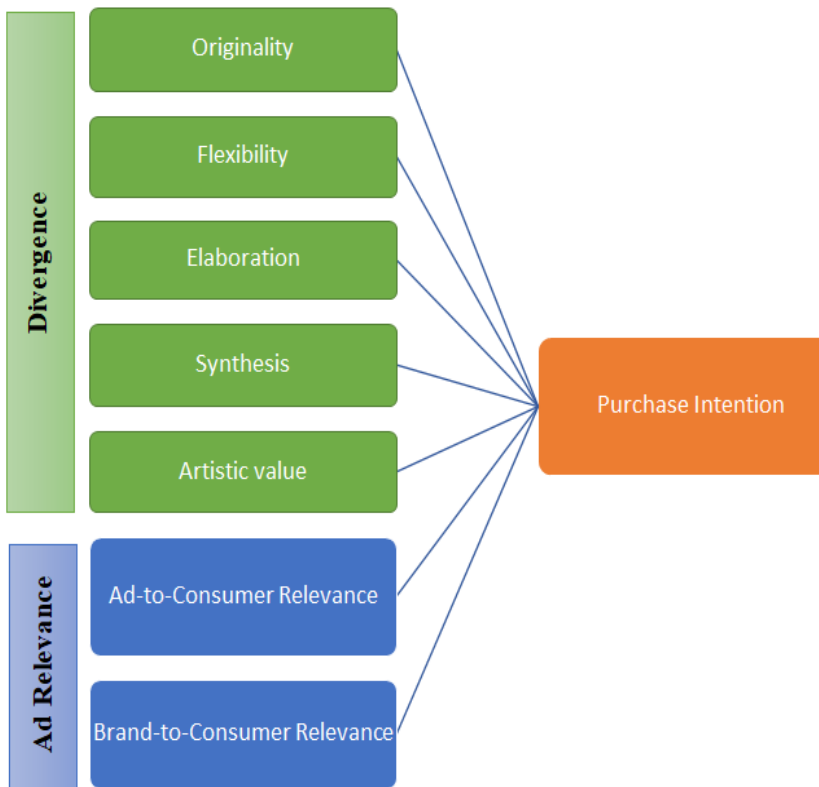 Divergence
Originality
Flexibility
Elaboration
Synthesis
Artistic value
Purchase Intention
Ad Relevance
Ad-to-Consumer Relevance
Brand-to-Consumer Relevance